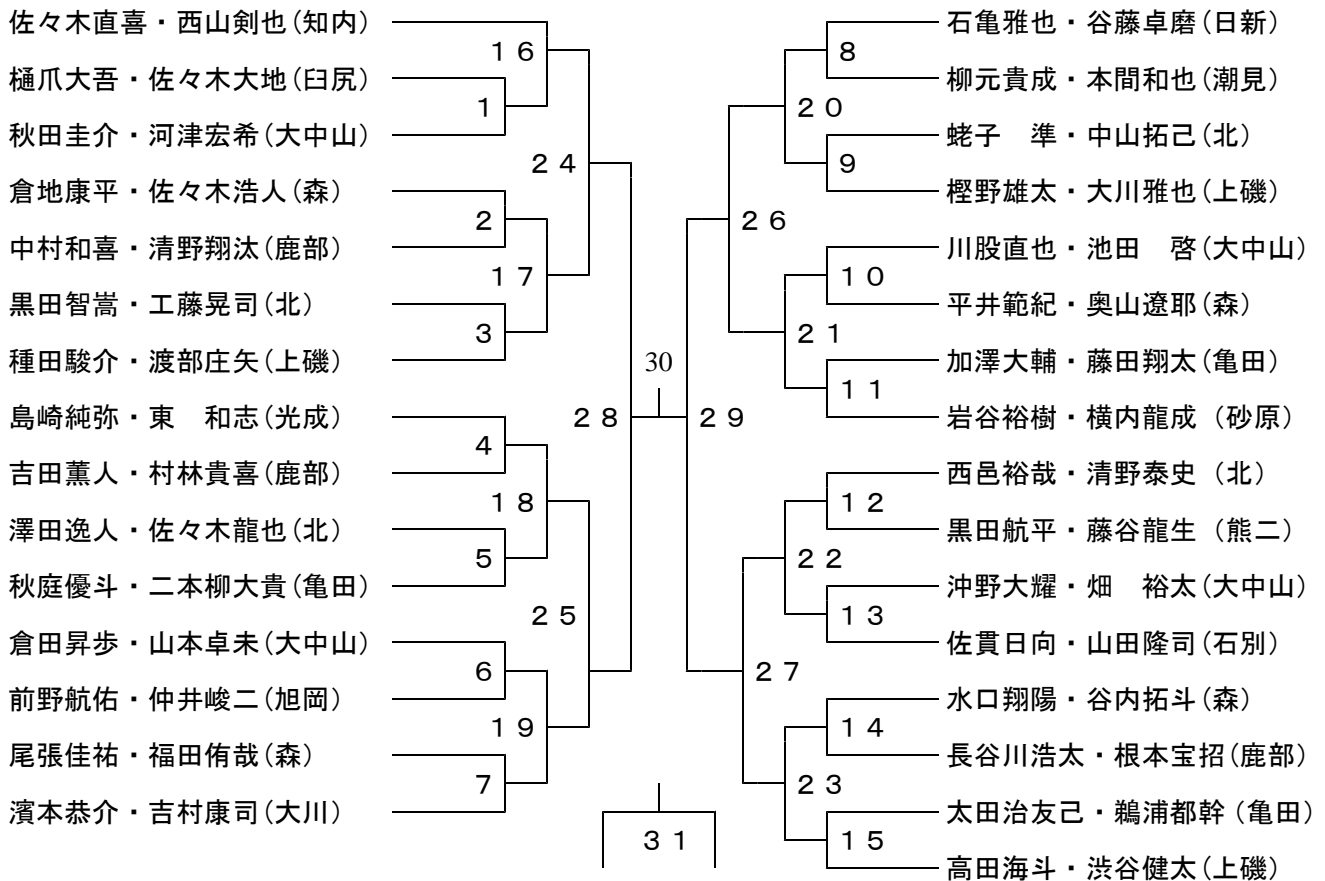 佐々木直喜・西山剣也(知内)
16
樋爪大吾・佐々木大地(臼尻)
1
秋田圭介・河津宏希(大中山)
24
倉地康平・佐々木浩人(森)
2
中村和喜・清野翔汰(鹿部)
17
黒田智嵩・工藤晃司(北)
3
種田駿介・渡部庄矢(上磯)
28
島崎純弥・東　和志(光成)
4
吉田薫人・村林貴喜(鹿部)
18
澤田逸人・佐々木龍也(北)
5
秋庭優斗・二本柳大貴(亀田)
25
倉田昇歩・山本卓未(大中山)
6
前野航佑・仲井峻二(旭岡)
19
尾張佳祐・福田侑哉(森)
7
濱本恭介・吉村康司(大川)
30
31
石亀雅也・谷藤卓磨(日新)
8
柳元貴成・本間和也(潮見)
20
蛯子　準・中山拓己(北)
9
樫野雄太・大川雅也(上磯)
26
川股直也・池田　啓(大中山)
10
平井範紀・奥山遼耶(森)
21
加澤大輔・藤田翔太(亀田)
11
岩谷裕樹・横内龍成（砂原）
29
西邑裕哉・清野泰史（北）
12
黒田航平・藤谷龍生（熊二）
22
沖野大耀・畑　裕太(大中山)
13
佐貫日向・山田隆司(石別)
27
水口翔陽・谷内拓斗(森)
14
長谷川浩太・根本宝招(鹿部)
23
太田治友己・鵜浦都幹（亀田）
15
高田海斗・渋谷健太(上磯)